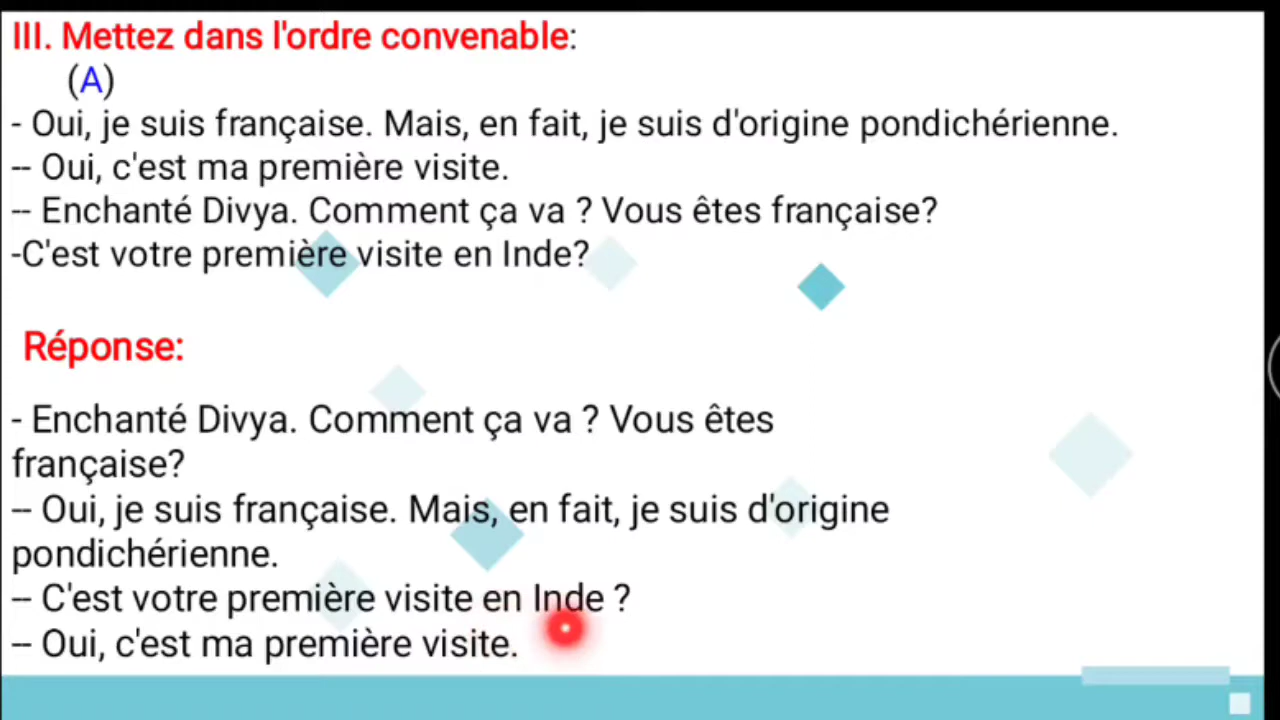 III. Mettez dans l'ordre convenable:
(A)
- Oui, je suis française. Mais, en fait, je suis d'origine pondichérienne.
-- Oui, c'est ma première visite.
-- Enchanté Divya. Comment ça va ? Vous êtes française?
-C'est votre première visite en Inde?
Réponse:
- Enchanté Divya. Comment ça va ? Vous êtes
française?
-- Oui, je suis française. Mais, en fait, je suis d'origine
pondichérienne.
-- C'est votre première visite en Inde ?
-- Oui, c'est ma première visite.